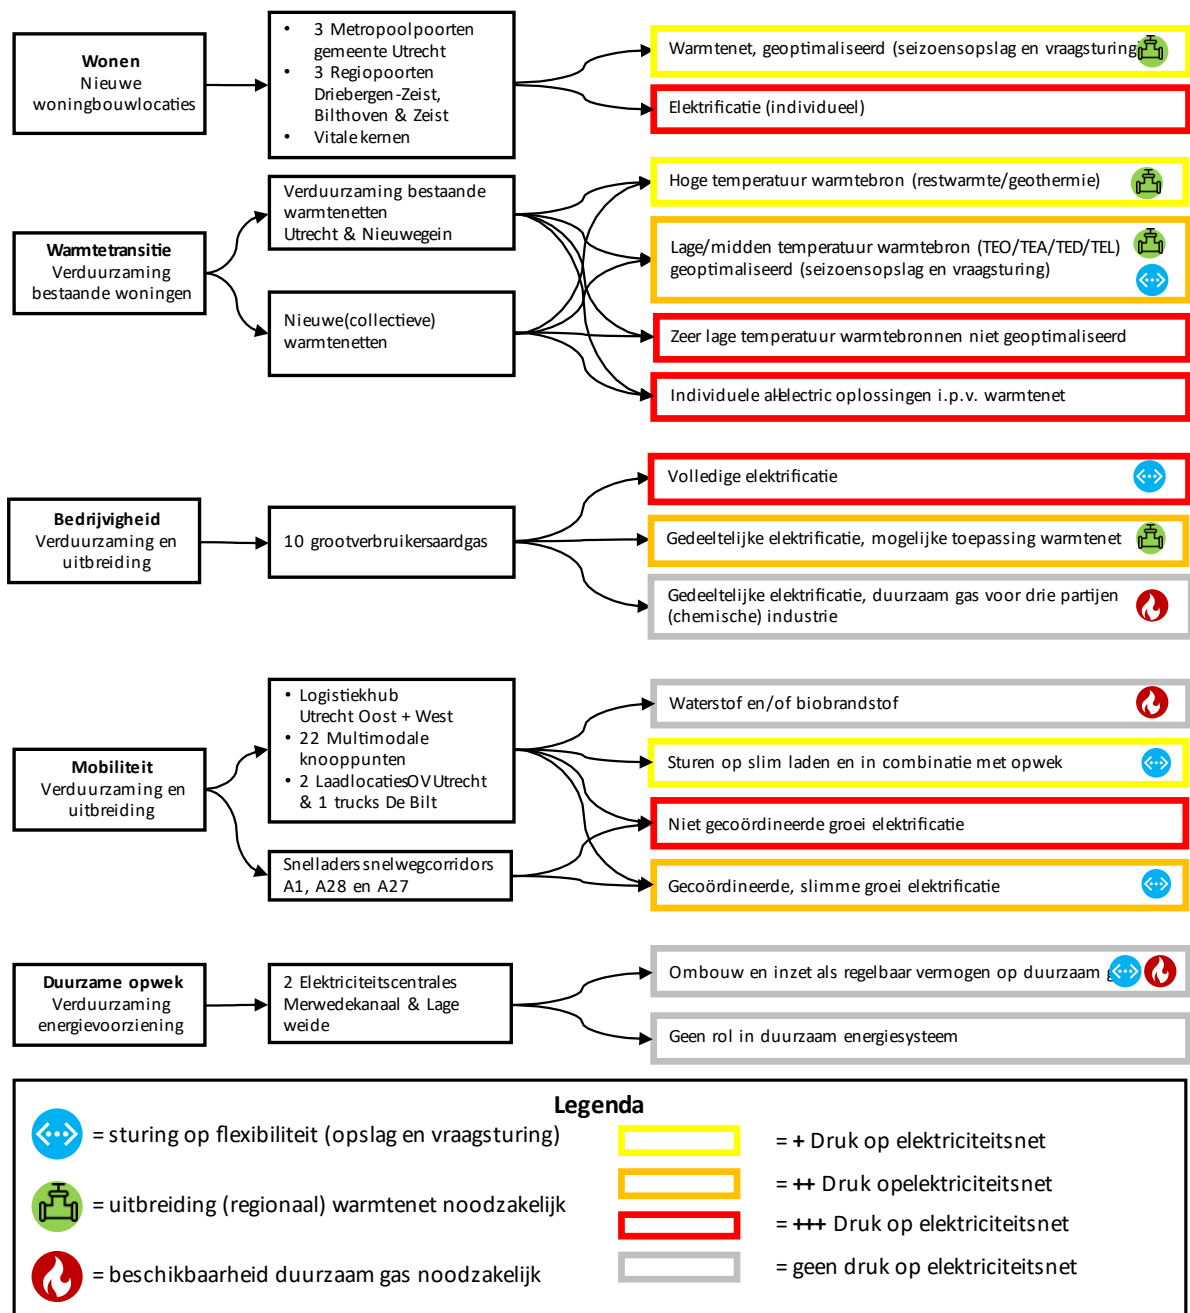 Wonen
Nieuwe
woningbouwlocaties
• 3 Metropoolpoorten
gemeente Utrecht
• 3 Regiopoorten
Driebergen-Zeist,
Bilthoven & Zeist
• Vitale kernen
Warmtenet, geoptimaliseerd (seizoensopslag en vraagsturing
Elektrificatie (individueel)
Warmtetransitie
Verduurzaming
bestaande woningen
Verduurzaming bestaande
warmtenetten
Utrecht & Nieuwegein
Nieuwe(collectieve)
warmtenetten
Hoge temperatuur warmtebron (restwarmte/geothermie)
Lage/midden temperatuur warmtebron (TEO/TEA/TED/TEL)
geoptimaliseerd (seizoensopslag en vraagsturing)
Zeer lage temperatuur warmtebronnen niet geoptimaliseerd
Individuele all-electric oplossingen i.p.v. warmtenet
Bedrijvigheid
Verduurzaming en
uitbreiding
10 grootverbruikersaardgas
Volledige elektrificatie
Gedeeltelijke elektrificatie, mogelijke toepassing warmtenet
Gedeeltelijke elektrificatie, duurzaam gas voor drie partijen
(chemische) industrie
Mobiliteit
Verduurzaming en
uitbreiding
• Logistiekhub
Utrecht Oost + West
• 22 Multimodale
knooppunten
• 2 LaadlocatiesOVUtrecht
& 1 trucks De Bilt
Snelladerssnelwegcorridors
A1, A28 en A27
Waterstof en/of biobrandstof
Sturen op slim laden en in combinatie met opwek
Niet gecoördineerde groei elektrificatie
Gecoördineerde, slimme groei elektrificatie
Duurzame opwek
Verduurzaming
energievoorziening
2 Elektriciteitscentrales
Merwedekanaal & Lage
weide
Ombouw en inzet als regelbaar vermogen op duurzaam g
Geen rol in duurzaam energiesysteem
Legenda
= sturing op flexibiliteit (opslag en vraagsturing)
= uitbreiding (regionaal) warmtenet noodzakelijk
= beschikbaarheid duurzaam gas noodzakelijk
= + Druk op elektriciteitsnet
= ++ Druk opelektriciteitsnet
= +++ Druk op elektriciteitsnet
= geen druk op elektriciteitsnet